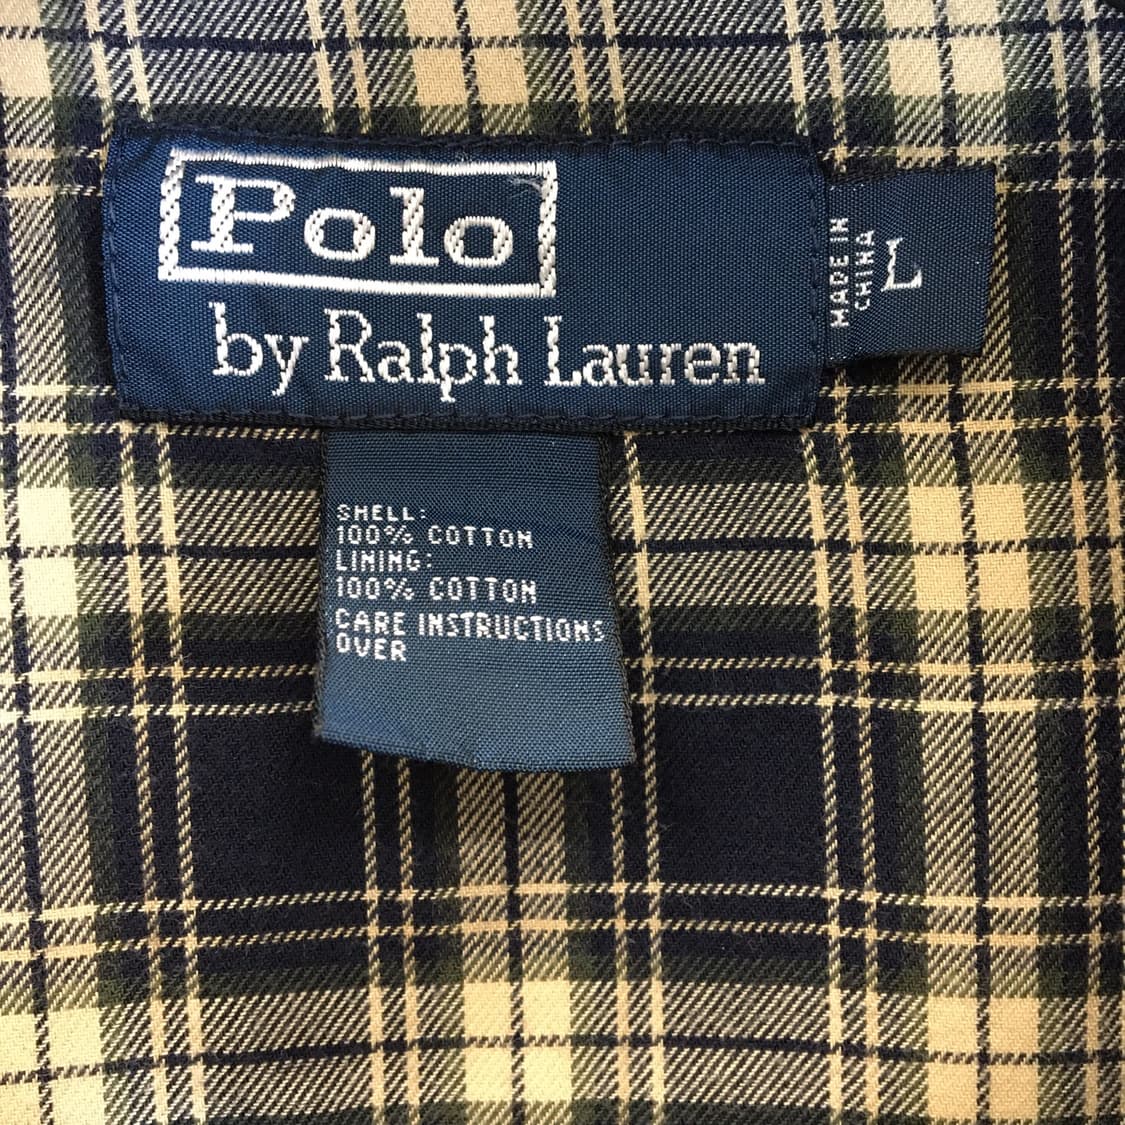 Polo
by Ralph Lauren
MADE IN
CHINA
L
SHELL:
100% COTTON
LINING:
100% COTTON
CARE INSTRUCTIONS
OVER